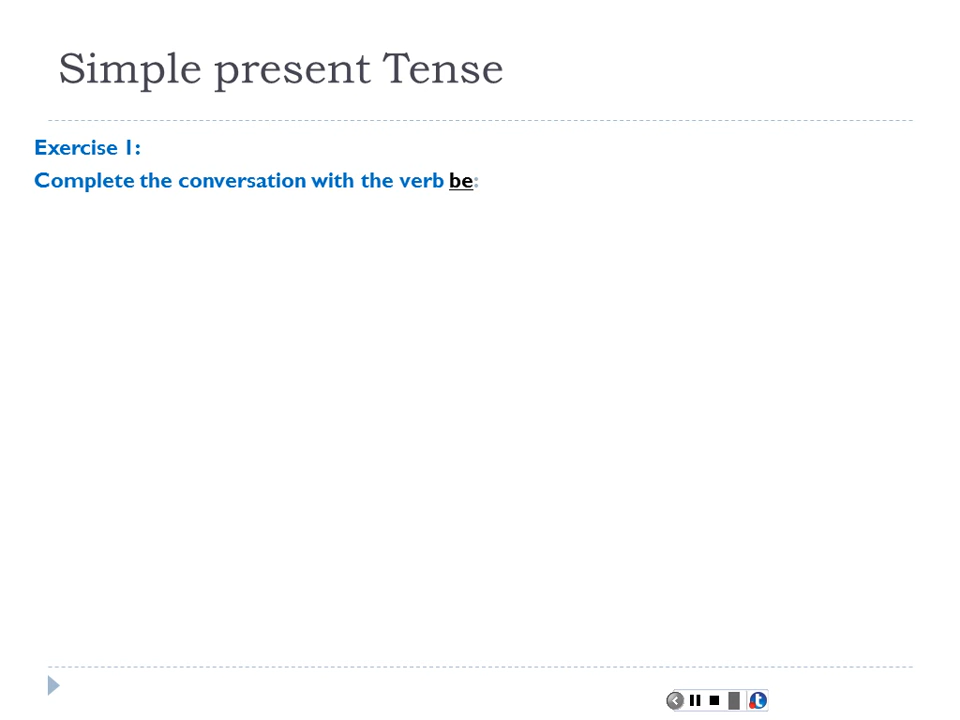 Simple present Tense
Exercise 1:
Complete the conversation with the verb be: